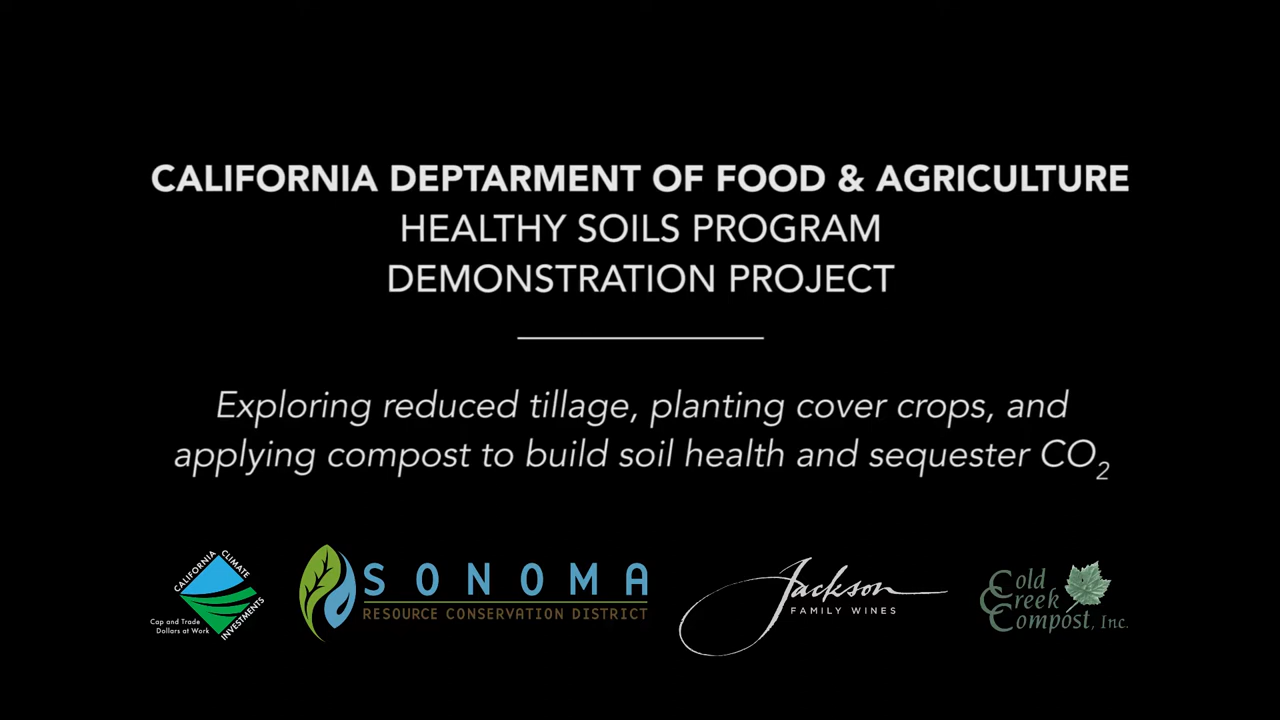 CALIFORNIA DEPTARMENT OF FOOD & AGRICULTURE
HEALTHY SOILS PROGRAM
DEMONSTRATION PROJECT
Exploring reduced tillage, planting cover crops, and
applying compost to build soil health and sequester CO₂
CALIFORNIA CLIMATE
INVESTMENTS
Cap and Trade
Dollars at Work
SONOMA
RESOURCE CONSERVATION DISTRICT
Jackson
FAMILY WINES
Cold
Creek
Compost, Inc.